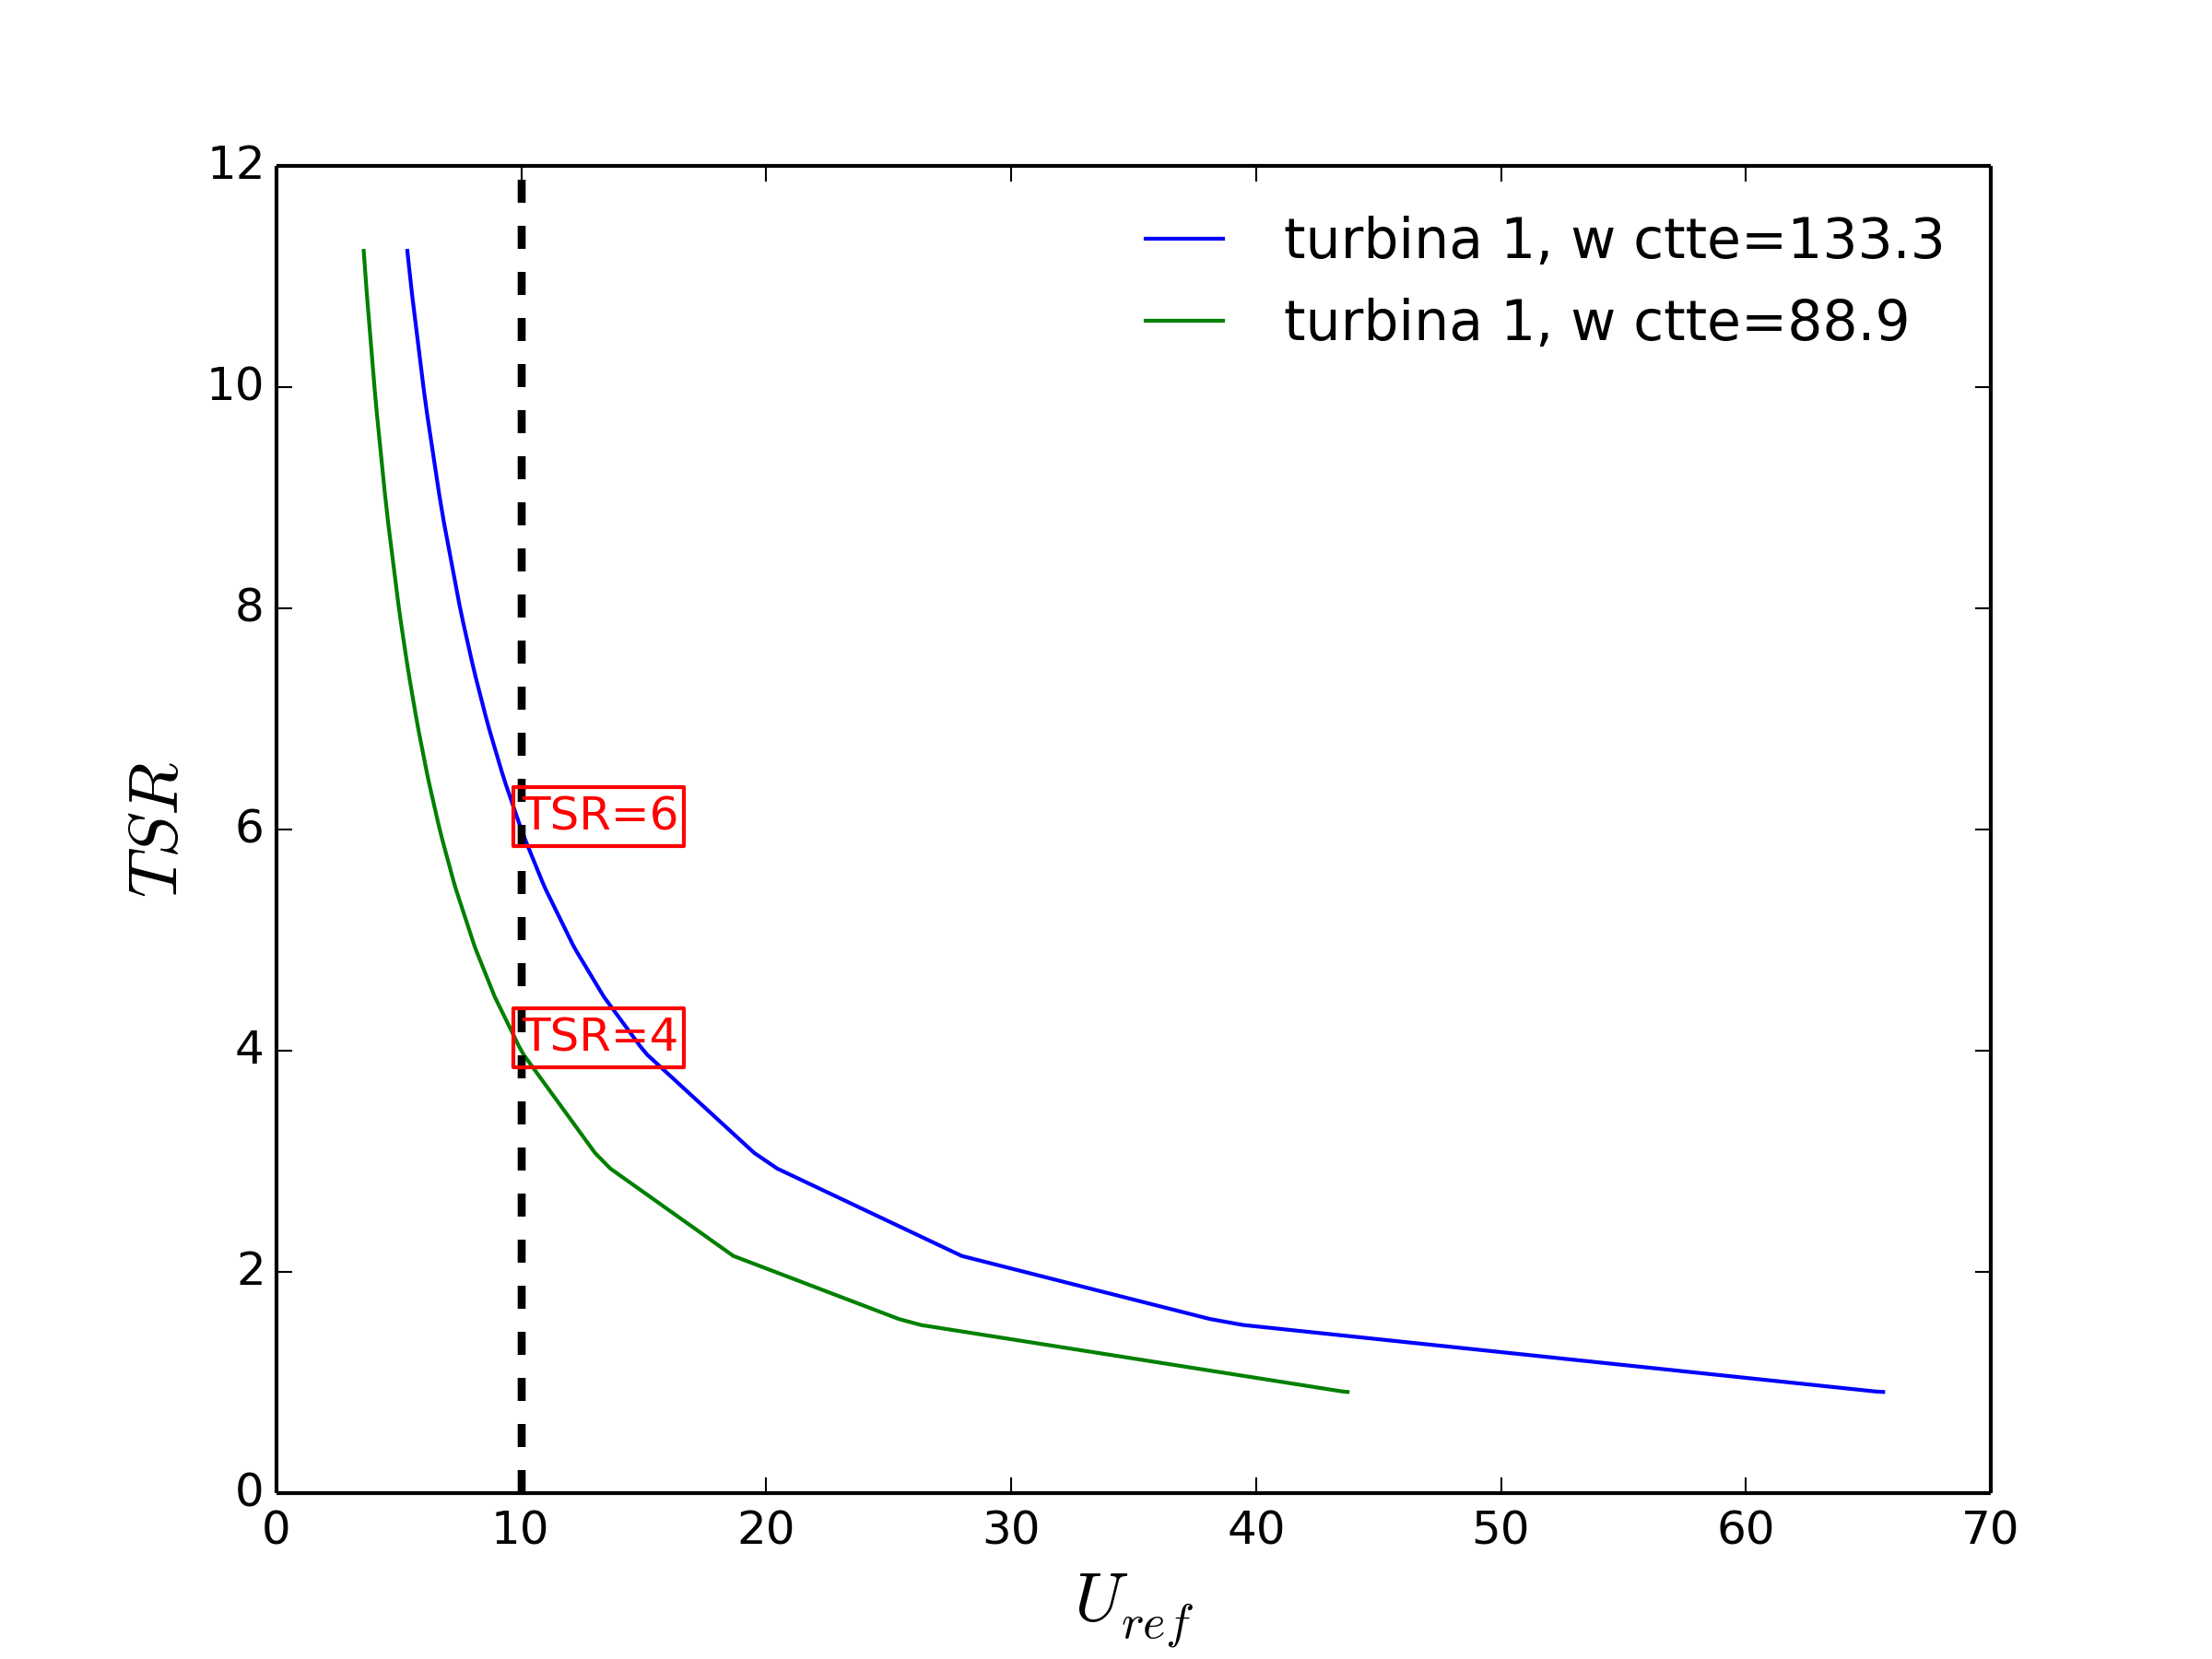 12
10
8
6
4
2
0
TSR
turbina 1, w ctte=133.3
turbina 1, w ctte=88.9
TSR=6
TSR=4
0 10 20 30 40 50 60 70
U_ref